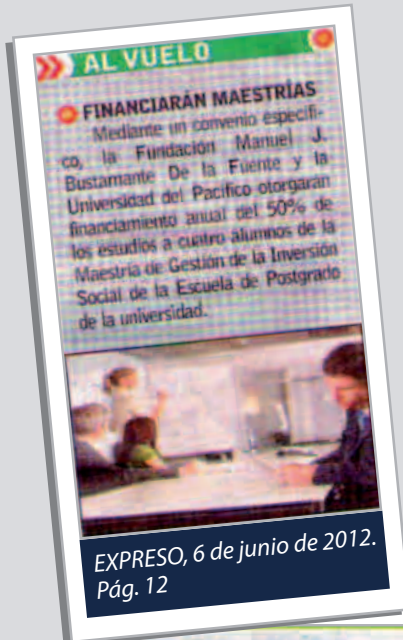 AL VUELO
FINANCIARÁN MAESTRÍAS
Mediante un convenio específi-
co, la Fundación Manuel J.
Bustamante De la Fuente y la
Universidad del Pacífico otorgarán
financiamiento anual del 50% de
los estudios a cuatro alumnos de la
Maestría de Gestión de la Inversión
Social de la Escuela de Postgrado
de la universidad.
EXPRESO, 6 de junio de 2012.
Pág. 12